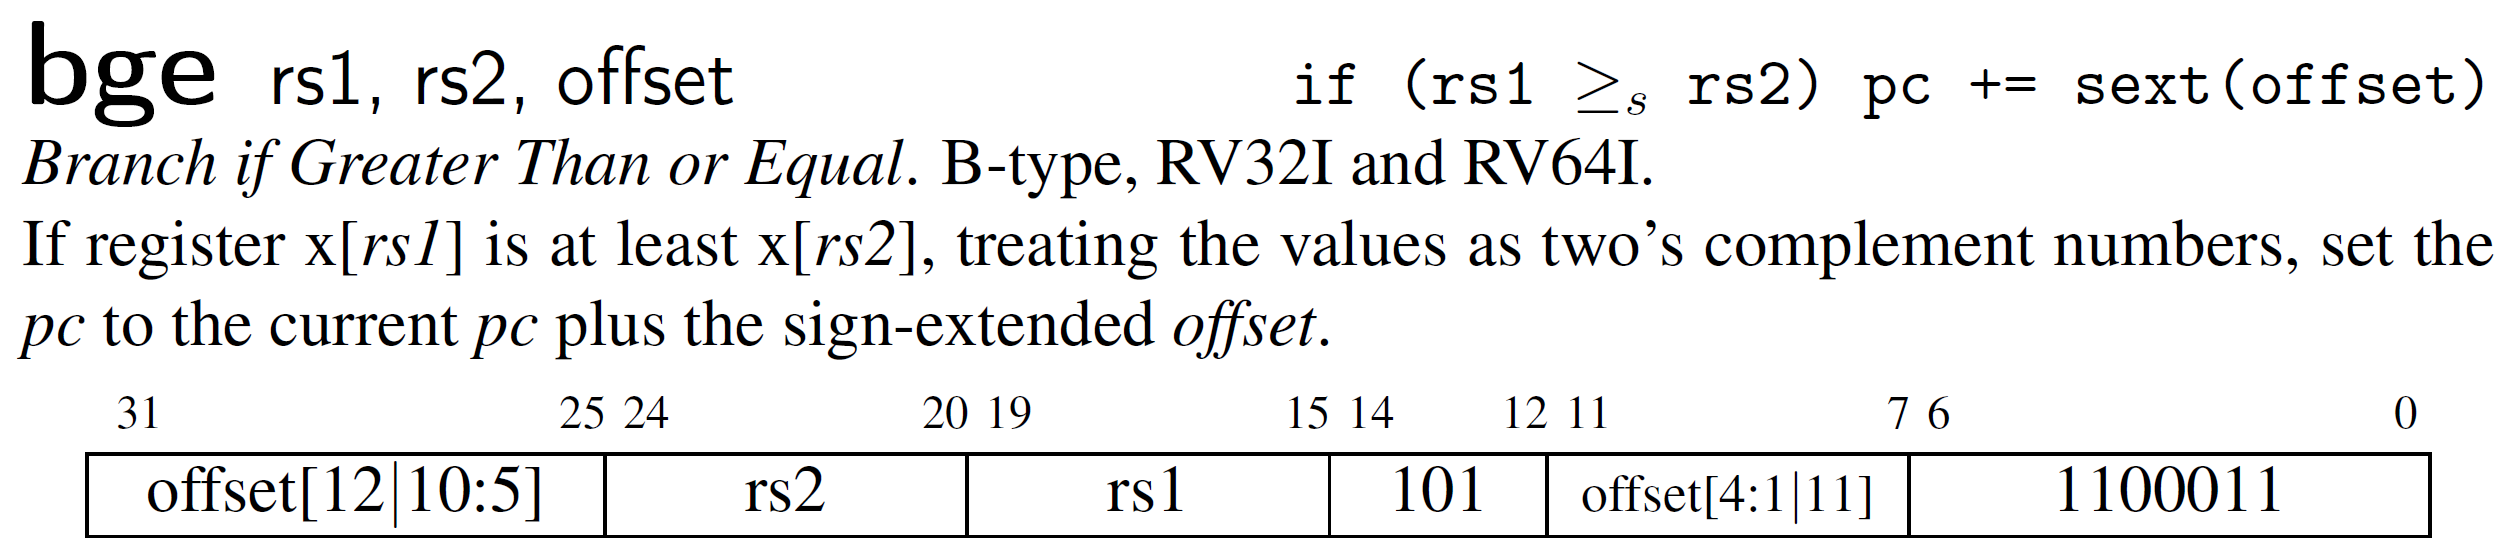 bge rs1, rs2, offset if (rs1 ≥s rs2) pc += sext(offset)
Branch if Greater Than or Equal. B-type, RV32I and RV64I.
If register x[rs1] is at least x[rs2], treating the values as two’s complement numbers, set the
pc to the current pc plus the sign-extended offset.
31 25 24 20 19 15 14 12 11 7 6 0
offset[12|10:5] rs2 rs1 101 offset[4:1|11] 1100011